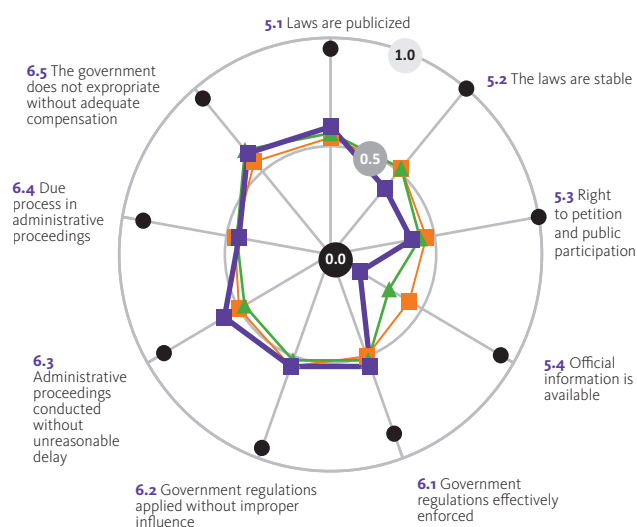 5.1 Laws are publicized
1.0
5.2 The laws are stable
0.5
5.3 Right
to petition
and public
participation
0.0
5.4 Official
information is
available
6.1 Government
regulations effectively
enforced
6.2 Government regulations
applied without improper
influence
6.3
Administrative
proceedings
conducted
without
unreasonable
delay
6.4 Due
process in
administrative
proceedings
6.5 The government
does not expropriate
without adequate
compensation